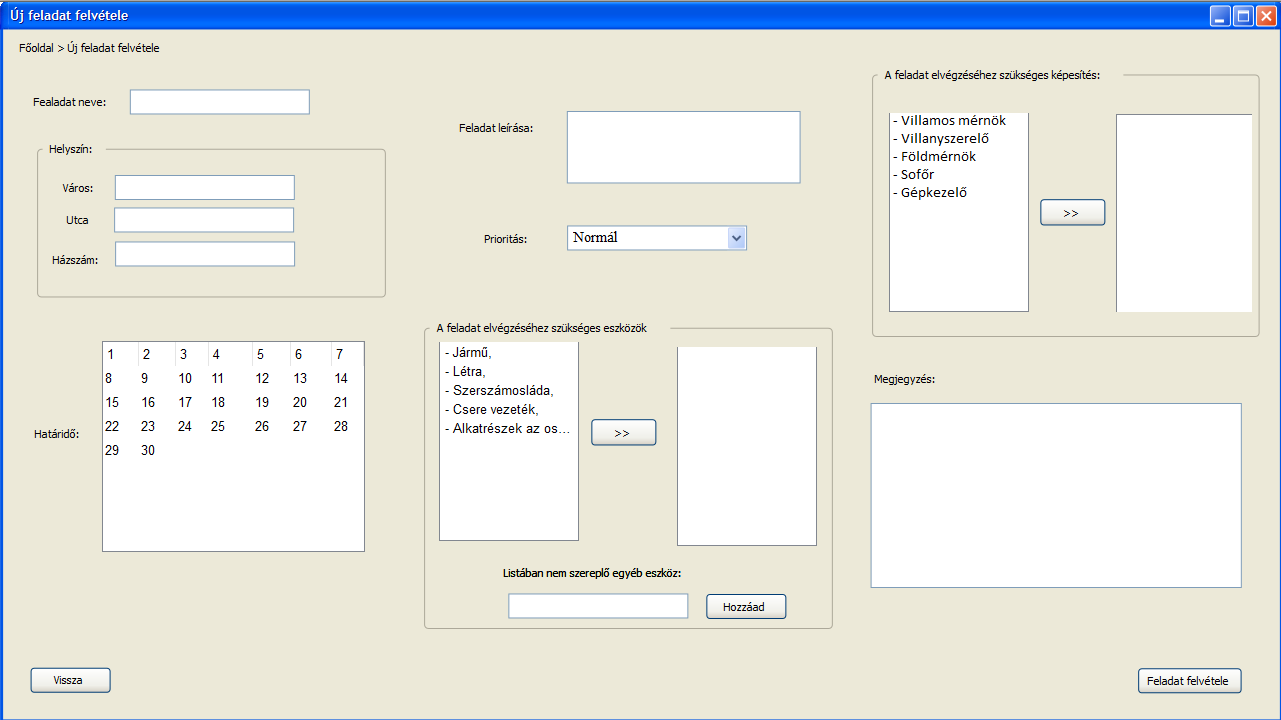 Új feladat felvétele
Főoldal > Új feladat felvétele
Fealadat neve:
Helyszín:
Város:
Utca
Házszám:
Feladat leírása:
Prioritás:
Normál
A feladat elvégzéséhez szükséges képesítés:
- Villamos mérnök
- Villanyszerelő
- Földmérnök
- Sofőr
- Gépkezelő
>>
Határidő:
1 2 3 4 5 6 7
8 9 10 11 12 13 14
15 16 17 18 19 20 21
22 23 24 25 26 27 28
29 30
A feladat elvégzéséhez szükséges eszközök
- Jármű,
- Létra,
- Szerszámosláda,
- Csere vezeték,
- Alkatrészek az os...
>>
Listában nem szereplő egyéb eszköz:
Hozzáad
Megjegyzés:
Vissza
Feladat felvétele